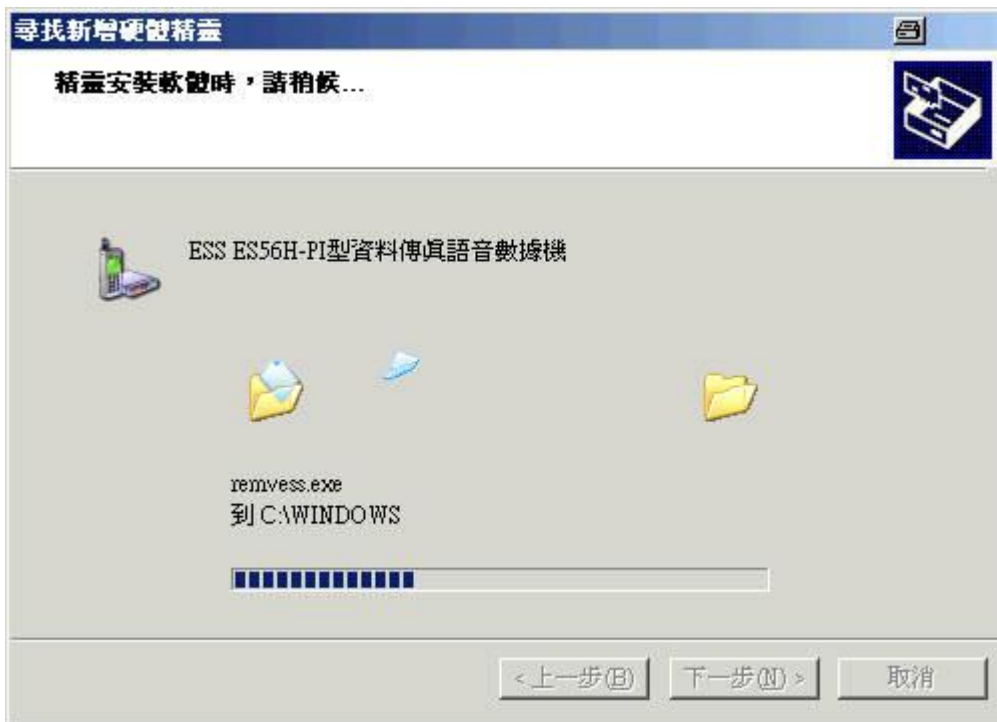 尋找新增硬體精靈
精靈安裝軟體時，請稍候...
ESS ES56H-PI型資料傳真語音數據機
remvess.exe
到 C:\WINDOWS
< 上一步(B)
下一步(N) >
取消